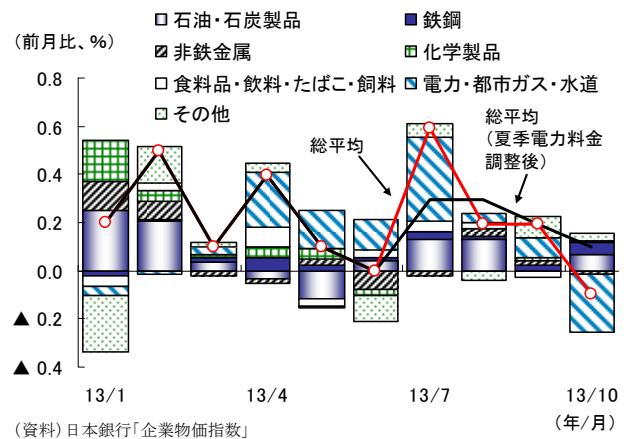 (前月比、%)
石油・石炭製品
鉄鋼
非鉄金属
化学製品
食料品・飲料・たばこ・飼料
電力・都市ガス・水道
その他
0.8
0.6
0.4
0.2
0.0
▲ 0.2
▲ 0.4
総平均
総平均
(夏季電力料金
調整後)
13/1
13/4
13/7
13/10
(年/月)
(資料)日本銀行「企業物価指数」